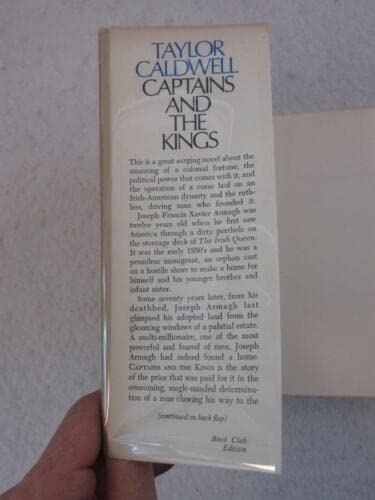 TAYLOR
CALDWELL
CAPTAINS
AND
THE
KINGS
This is a great surging novel about the
amassing of a colossal fortune, the
political power that comes with it, and
the operation of a curse laid on an
Irish-American dynasty and the ruth-
less, driving man who founded it.
Joseph Francis Xavier Armagh was
twelve years old when he first saw
America through a dirty porthole on
the steerage deck of The Irish Queen.
It was the early 1850's and he was a
penniless immigrant, an orphan cast
on a hostile shore to make a home for
himself and his younger brother and
infant sister.
Some seventy years later, from his
deathbed, Joseph Armagh last
glimpsed his adopted land from the
gleaming windows of a palatial estate.
A multi-millionaire, one of the most
powerful and feared of men, Joseph
Armagh had indeed found a home.
CAPTAINS AND THE KINGS is the story
of the price that was paid for it in the
consuming, single-minded determina-
tion of a man clawing his way to the
(continued on back flap)
Book Club
Edition